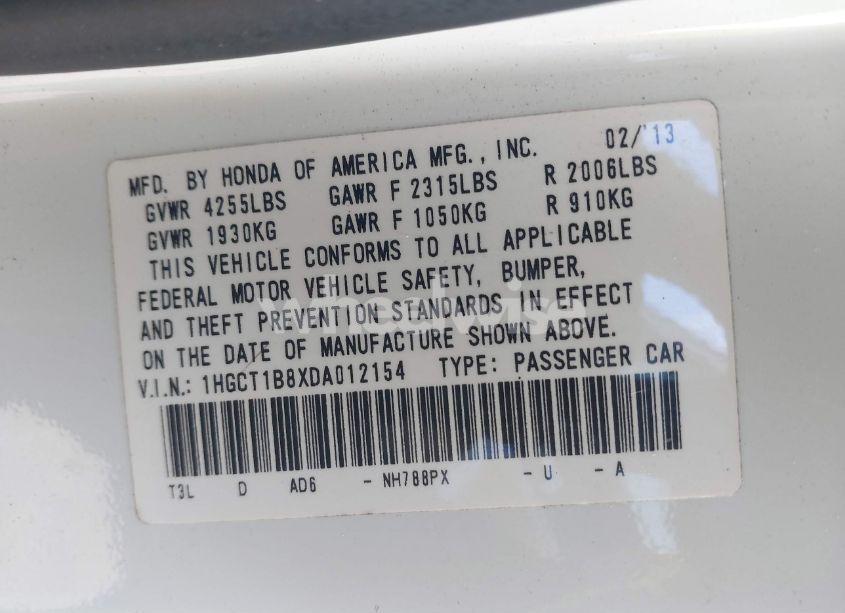 MFD. BY HONDA OF AMERICA MFG., INC. 02/'13
GVWR 4255LBS GAWR F 2315LBS R 2006LBS
GVWR 1930KG GAWR F 1050KG R 910KG
THIS VEHICLE CONFORMS TO ALL APPLICABLE
FEDERAL MOTOR VEHICLE SAFETY, BUMPER,
AND THEFT PREVENTION STANDARDS IN EFFECT
ON THE DATE OF MANUFACTURE SHOWN ABOVE.
V.I.N.: 1HGCT1B8XDA012154 TYPE: PASSENGER CAR
T3L D AD6 - NH788PX - U - A
wheelwise